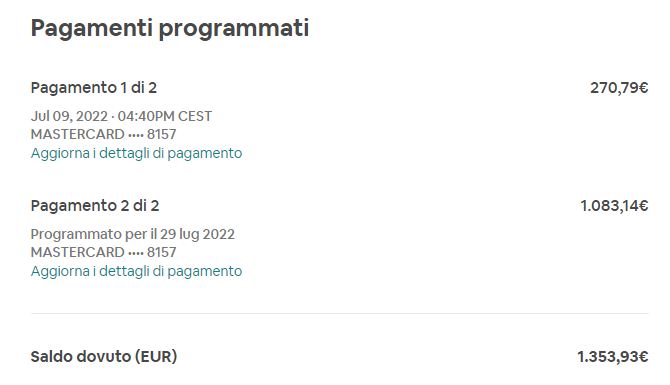 Pagamenti programmati
Pagamento 1 di 2 270,79€
Jul 09, 2022 · 04:40PM CEST
MASTERCARD •••• 8157
Aggiorna i dettagli di pagamento
Pagamento 2 di 2 1.083,14€
Programmato per il 29 lug 2022
MASTERCARD •••• 8157
Aggiorna i dettagli di pagamento
Saldo dovuto (EUR) 1.353,93€